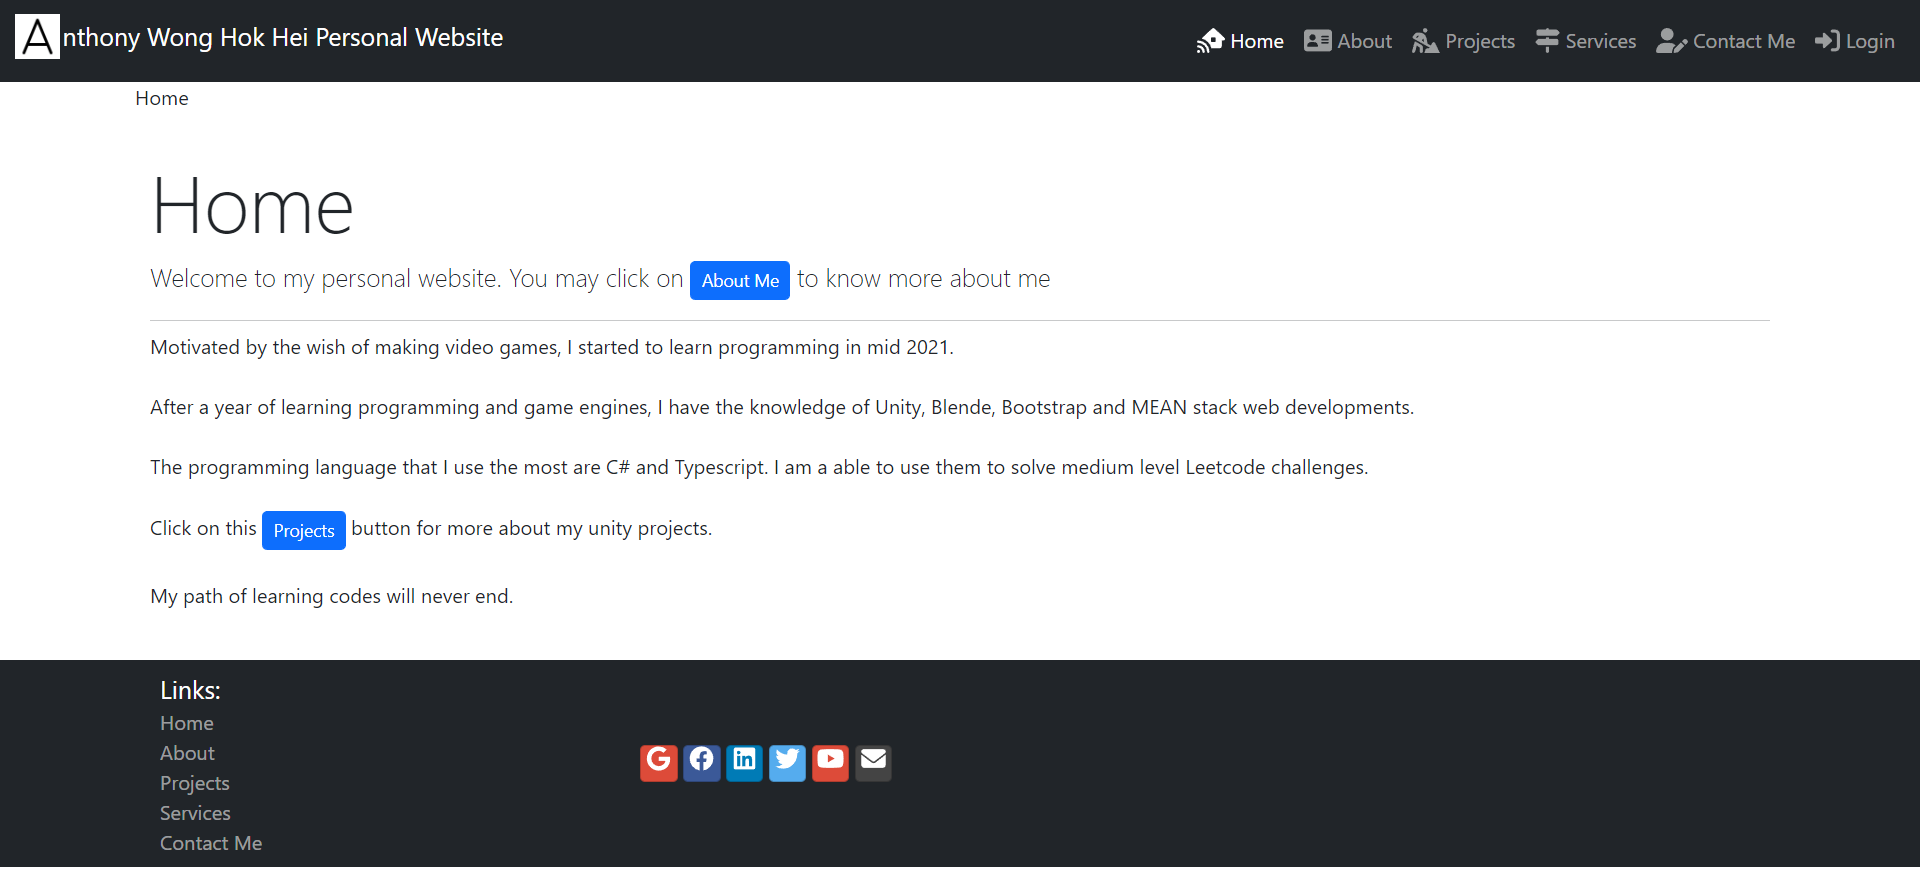 Anthony Wong Hok Hei Personal Website
Home About Projects Services Contact Me Login
Home
Home
Welcome to my personal website. You may click on About Me to know more about me
Motivated by the wish of making video games, I started to learn programming in mid 2021.
After a year of learning programming and game engines, I have the knowledge of Unity, Blende, Bootstrap and MEAN stack web developments.
The programming language that I use the most are C# and Typescript. I am a able to use them to solve medium level Leetcode challenges.
Click on this Projects button for more about my unity projects.
My path of learning codes will never end.
Links:
Home
About
Projects
Services
Contact Me